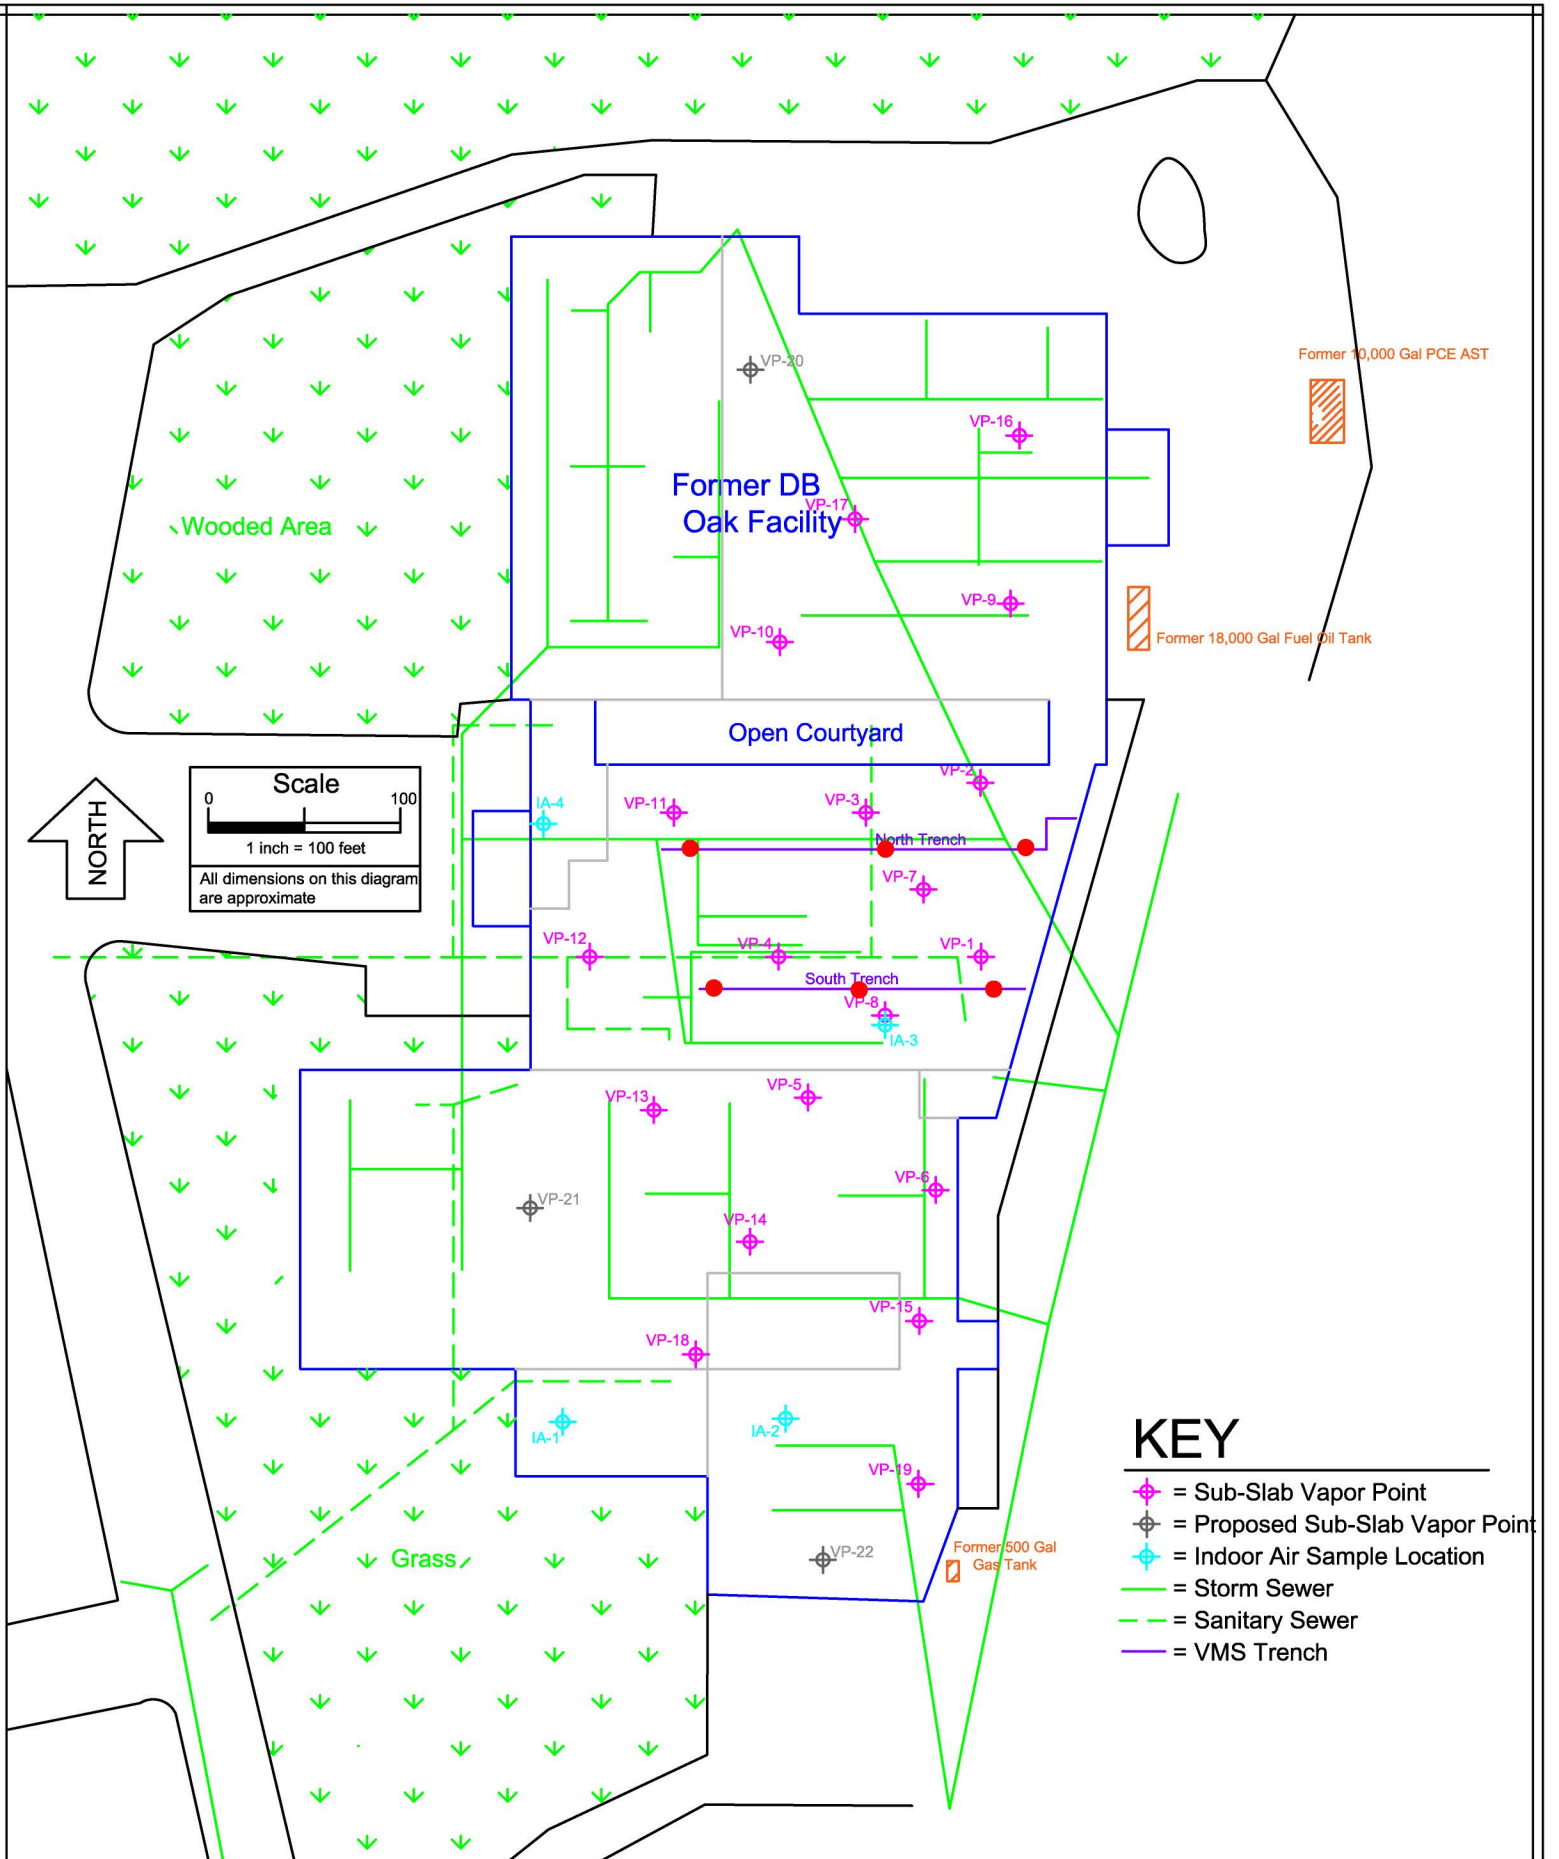 Former 10,000 Gal PCE AST
VP-20
VP-16
Former DB
Oak Facility
VP-17
Wooded Area
VP-9
VP-10
Former 18,000 Gal Fuel Oil Tank
Open Courtyard
VP-2
Scale
0
100
1 inch = 100 feet
All dimensions on this diagram
are approximate
NORTH
IA-4
VP-11
VP-3
North Trench
VP-7
VP-12
VP-4
VP-1
South Trench
VP-8
IA-3
VP-13
VP-5
VP-6
VP-21
VP-14
VP-15
VP-18
IA-1
IA-2
VP-19
VP-22
Former 500 Gal
Gas Tank
Grass
KEY
= Sub-Slab Vapor Point
= Proposed Sub-Slab Vapor Point
= Indoor Air Sample Location
= Storm Sewer
= Sanitary Sewer
= VMS Trench